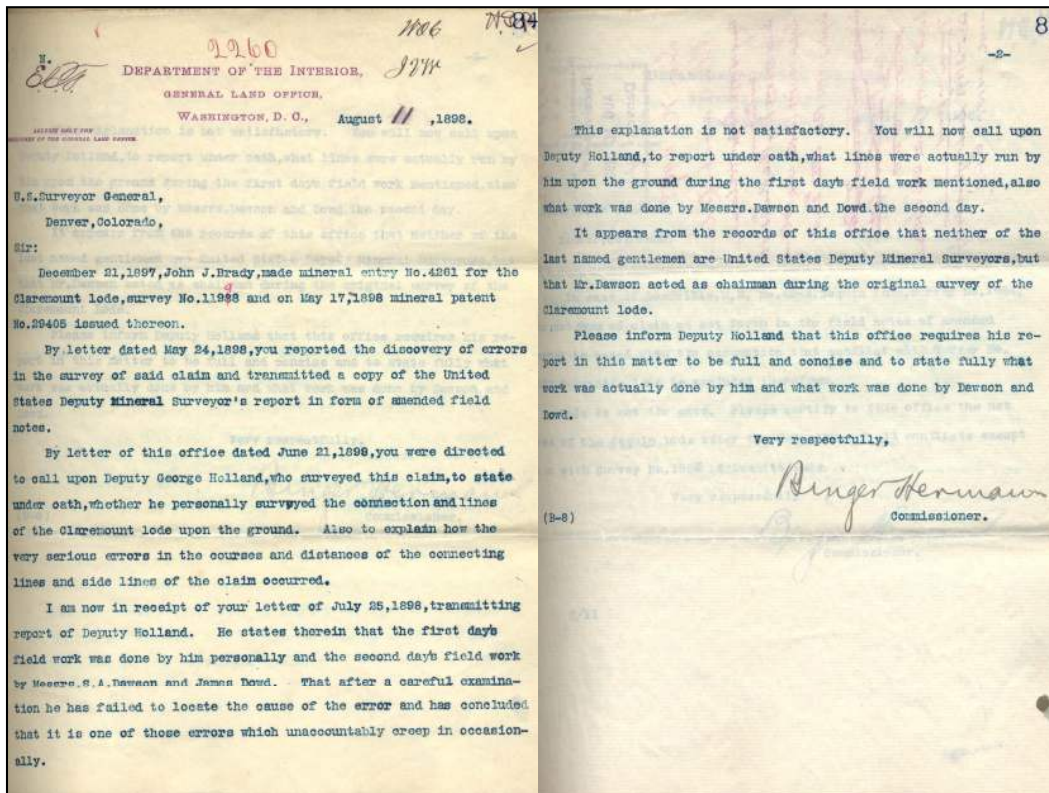 2260
N.
DEPARTMENT OF THE INTERIOR,
GENERAL LAND OFFICE,
WASHINGTON, D. C., August 11, 1898.
U.S.Surveyor General,
Denver,Colorado,
Sir:
December 21,1897,John J.Brady,made mineral entry No.4261 for the
Claremount lode,survey No.11998 and on May 17,1898 mineral patent
No.29405 issued thereon.
By letter dated May 24,1898,you reported the discovery of errors
in the survey of said claim and transmitted a copy of the United
States Deputy Mineral Surveyor's report in form of amended field
notes.
By letter of this office dated June 21,1898,you were directed
to call upon Deputy George Holland,who surveyed this claim,to state
under oath,whether he personally surveyed the connection and lines
of the Claremount lode upon the ground. Also to explain how the
very serious errors in the courses and distances of the connecting
lines and side lines of the claim occurred.
I am now in receipt of your letter of July 25,1898,transmitting
report of Deputy Holland. He states therein that the first day's
field work was done by him personally and the second day's field work
by Messrs.S.A.Dawson and James Dowd. That after a careful examina-
tion he has failed to locate the cause of the error and has concluded
that it is one of those errors which unaccountably creep in occasion-
ally.
8
-2-
This explanation is not satisfactory. You will now call upon
Deputy Holland,to report under oath,what lines were actually run by
him upon the ground during the first day's field work mentioned,also
what work was done by Messrs.Dawson and Dowd the second day.
It appears from the records of this office that neither of the
last named gentlemen are United States Deputy Mineral Surveyors,but
that Mr.Dawson acted as chainman during the original survey of the
Claremount lode.
Please inform Deputy Holland that this office requires his re-
port in this matter to be full and concise and to state fully what
work was actually done by him and what work was done by Dawson and
Dowd.
Very respectfully,
Binger Hermann
(B-8) Commissioner.